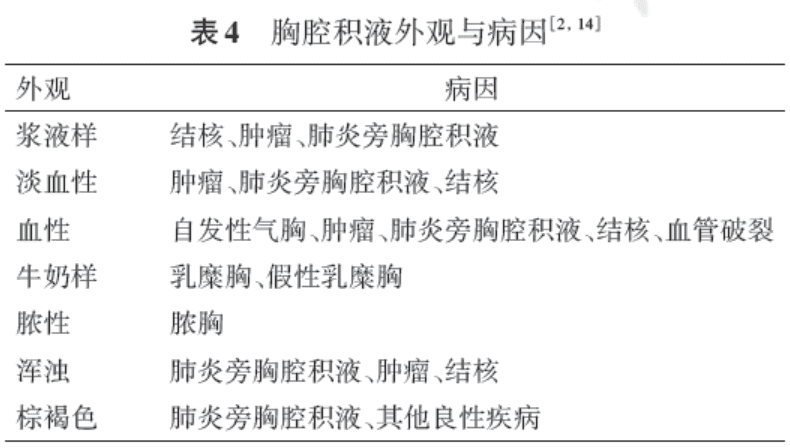 表4 胸腔积液外观与病因[2, 14]
外观 病因
浆液样 结核、肿瘤、肺炎旁胸腔积液
淡血性 肿瘤、肺炎旁胸腔积液、结核
血性 自发性气胸、肿瘤、肺炎旁胸腔积液、结核、血管破裂
牛奶样 乳糜胸、假性乳糜胸
脓性 脓胸
浑浊 肺炎旁胸腔积液、肿瘤、结核
棕褐色 肺炎旁胸腔积液、其他良性疾病